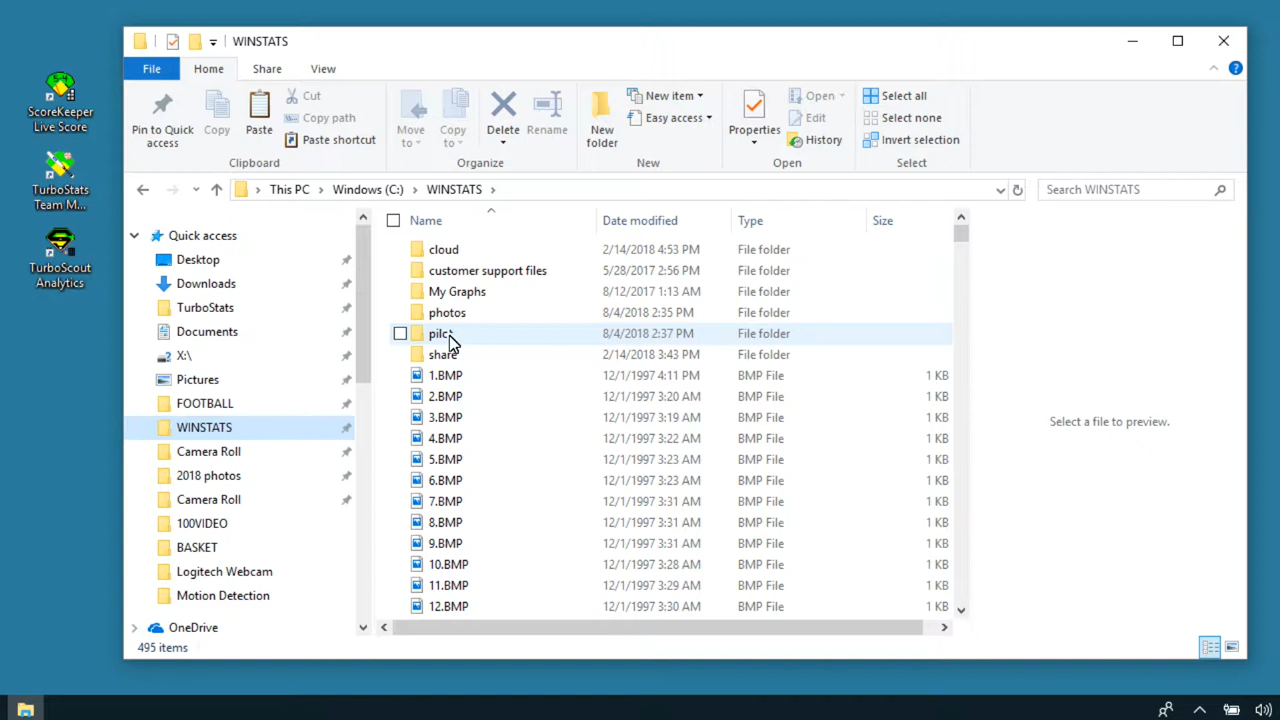 WINSTATS
File
Home
Share
View
Pin to Quick access
Copy
Paste
Cut
Copy path
Paste shortcut
Clipboard
Move to
Copy to
Delete
Rename
Organize
New folder
New item
Easy access
New
Properties
Open
Edit
History
Open
Select all
Select none
Invert selection
Select
This PC > Windows (C:) > WINSTATS >
Search WINSTATS
ScoreKeeper
Live Score
TurboStats
Team M...
TurboScout
Analytics
Quick access
Desktop
Downloads
TurboStats
Documents
X:\
Pictures
FOOTBALL
WINSTATS
Camera Roll
2018 photos
Camera Roll
100VIDEO
BASKET
Logitech Webcam
Motion Detection
OneDrive
Name Date modified Type Size
cloud 2/14/2018 4:53 PM File folder
customer support files 5/28/2017 2:56 PM File folder
My Graphs 8/12/2017 1:13 AM File folder
photos 8/4/2018 2:35 PM File folder
pilot 8/4/2018 2:37 PM File folder
share 2/14/2018 3:43 PM File folder
1.BMP 12/1/1997 4:11 PM BMP File 1 KB
2.BMP 12/1/1997 3:20 AM BMP File 1 KB
3.BMP 12/1/1997 3:19 AM BMP File 1 KB
4.BMP 12/1/1997 3:22 AM BMP File 1 KB
5.BMP 12/1/1997 3:23 AM BMP File 1 KB
6.BMP 12/1/1997 3:23 AM BMP File 1 KB
7.BMP 12/1/1997 3:31 AM BMP File 1 KB
8.BMP 12/1/1997 3:31 AM BMP File 1 KB
9.BMP 12/1/1997 3:31 AM BMP File 1 KB
10.BMP 12/1/1997 3:28 AM BMP File 1 KB
11.BMP 12/1/1997 3:29 AM BMP File 1 KB
12.BMP 12/1/1997 3:30 AM BMP File 1 KB
Select a file to preview.
495 items